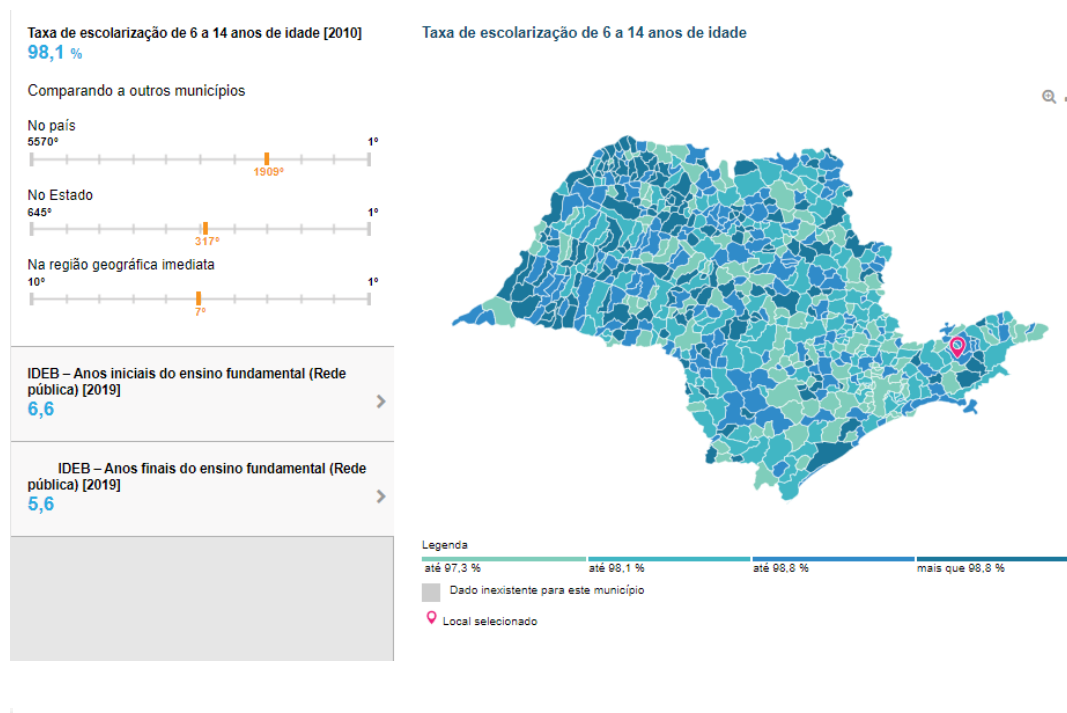 Taxa de escolarização de 6 a 14 anos de idade [2010]
98,1 %
Comparando a outros municípios
No país
5570º
1º
1909º
No Estado
645º
1º
317º
Na região geográfica imediata
10º
1º
7º
IDEB – Anos iniciais do ensino fundamental (Rede
pública) [2019]
6,6
IDEB – Anos finais do ensino fundamental (Rede
pública) [2019]
5,6
Taxa de escolarização de 6 a 14 anos de idade
Legenda
até 97,3 %
até 98,1 %
até 98,8 %
mais que 98,8 %
Dado inexistente para este município
Local selecionado